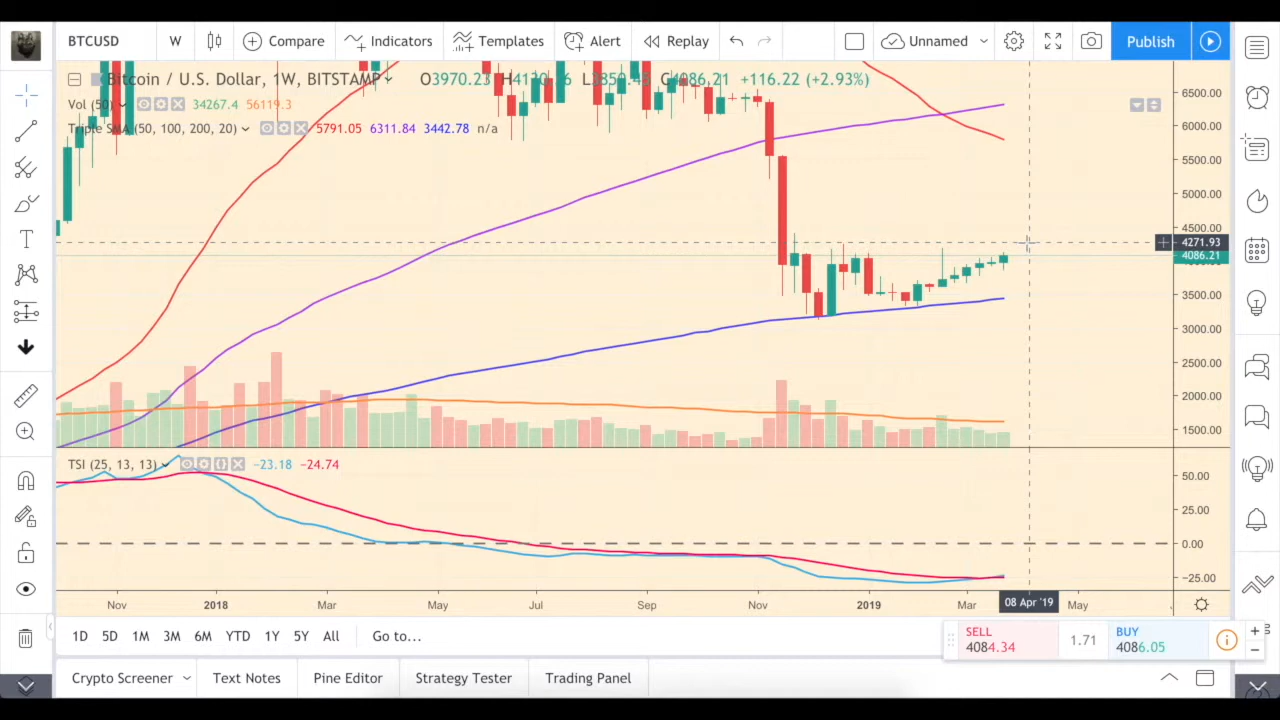 BTCUSD W Compare Indicators Templates Alert Replay Unnamed Publish
Bitcoin / U.S. Dollar, 1W, BITSTAMP O3970.23 C4086.21 +116.22 (+2.93%)
Vol (50) 34267.4 56119.3
Triple SMA (50, 100, 200, 20) 5791.05 6311.84 3442.78 n/a
6500.00
6000.00
5500.00
5000.00
4500.00
4271.93
4086.21
3500.00
3000.00
2500.00
2000.00
1500.00
TSI (25, 13, 13) −23.18 −24.74
50.00
25.00
0.00
−25.00
Nov 2018 Mar May Jul Sep Nov 2019 Mar 08 Apr '19 May
1D 5D 1M 3M 6M YTD 1Y 5Y All Go to...
SELL 4084.34 1.71 BUY 4086.05
Crypto Screener Text Notes Pine Editor Strategy Tester Trading Panel